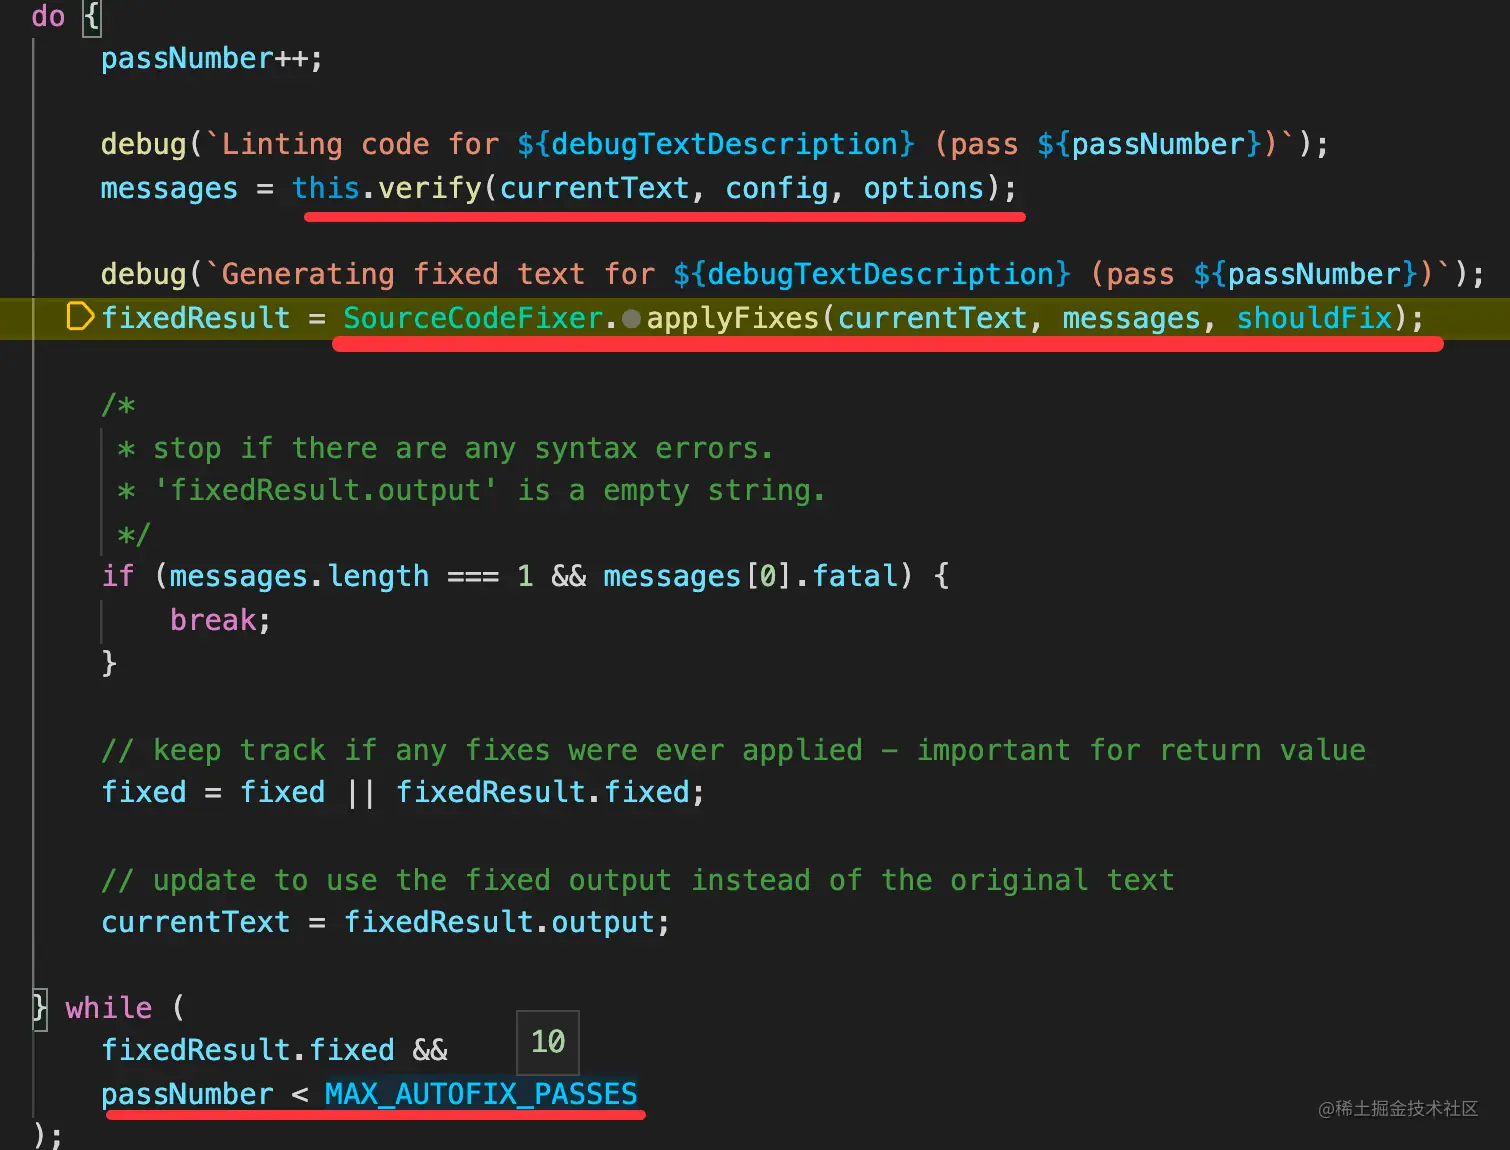 do {
passNumber++;
debug(`Linting code for ${debugTextDescription} (pass ${passNumber})`);
messages = this.verify(currentText, config, options);
debug(`Generating fixed text for ${debugTextDescription} (pass ${passNumber})`);
fixedResult = SourceCodeFixer.applyFixes(currentText, messages, shouldFix);
/*
* stop if there are any syntax errors.
* 'fixedResult.output' is a empty string.
*/
if (messages.length === 1 && messages[0].fatal) {
break;
}
// keep track if any fixes were ever applied - important for return value
fixed = fixed || fixedResult.fixed;
// update to use the fixed output instead of the original text
currentText = fixedResult.output;
} while (
fixedResult.fixed &&
10
passNumber < MAX_AUTOFIX_PASSES
);
@稀土掘金技术社区